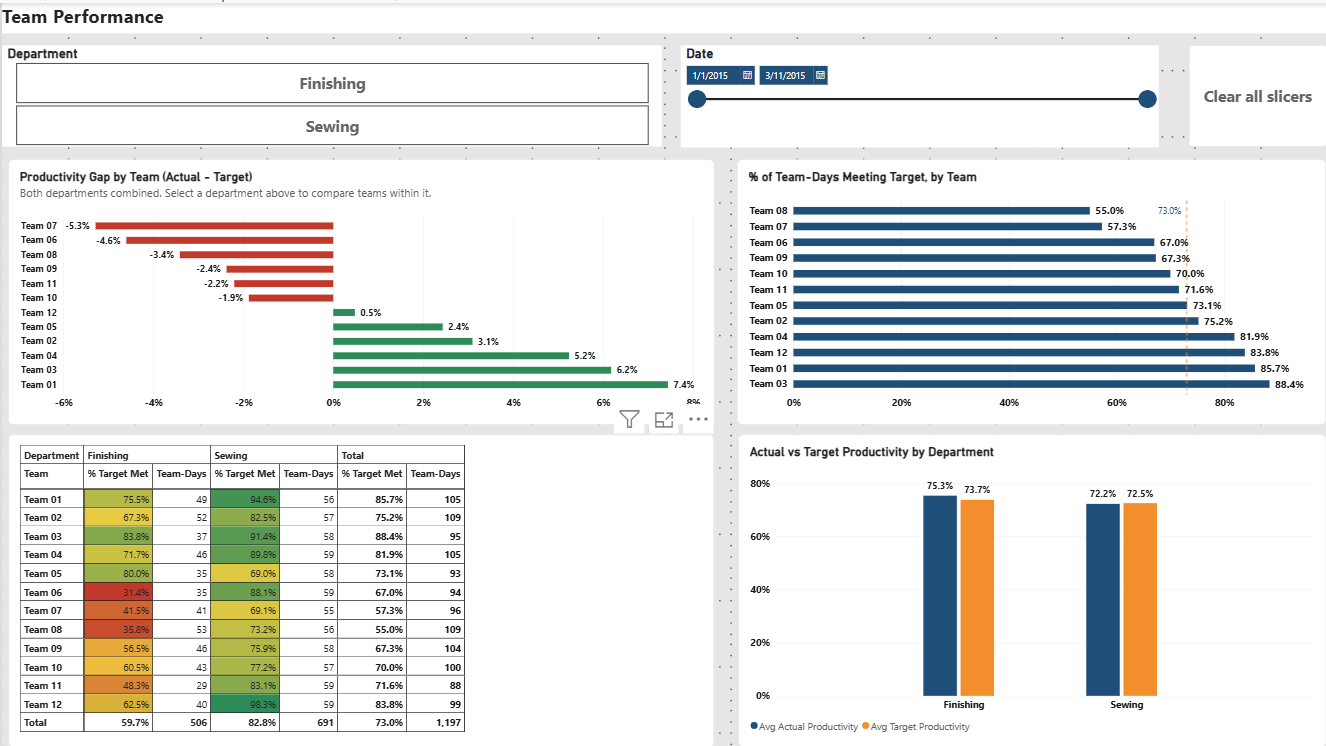 Team Performance
Department
Finishing
Sewing
Date
1/1/2015 3/11/2015
Clear all slicers
Productivity Gap by Team (Actual - Target)
Both departments combined. Select a department above to compare teams within it.
Team 07 -5.3%
Team 06 -4.6%
Team 08 -3.4%
Team 09 -2.4%
Team 11 -2.2%
Team 10 -1.9%
Team 12 0.5%
Team 05 2.4%
Team 02 3.1%
Team 04 5.2%
Team 03 6.2%
Team 01 7.4%
-6% -4% -2% 0% 2% 4% 6% 8%
% of Team-Days Meeting Target, by Team
Team 08 55.0% 73.0%
Team 07 57.3%
Team 06 67.0%
Team 09 67.3%
Team 10 70.0%
Team 11 71.6%
Team 05 73.1%
Team 02 75.2%
Team 04 81.9%
Team 12 83.8%
Team 01 85.7%
Team 03 88.4%
0% 20% 40% 60% 80%
Department Finishing Sewing Total
Team % Target Met Team-Days % Target Met Team-Days % Target Met Team-Days
Team 01 75.5% 49 94.6% 56 85.7% 105
Team 02 67.3% 52 82.5% 57 75.2% 109
Team 03 83.8% 37 91.4% 58 88.4% 95
Team 04 71.7% 46 89.8% 59 81.9% 105
Team 05 80.0% 35 69.0% 58 73.1% 93
Team 06 31.4% 35 88.1% 59 67.0% 94
Team 07 41.5% 41 69.1% 55 57.3% 96
Team 08 35.8% 53 73.2% 56 55.0% 109
Team 09 56.5% 46 75.9% 58 67.3% 104
Team 10 60.5% 43 77.2% 57 70.0% 100
Team 11 48.3% 29 83.1% 59 71.6% 88
Team 12 62.5% 40 98.3% 59 83.8% 99
Total 59.7% 506 82.8% 691 73.0% 1,197
Actual vs Target Productivity by Department
80%
60%
40%
20%
0%
75.3% 73.7% 72.2% 72.5%
Finishing Sewing
Avg Actual Productivity Avg Target Productivity